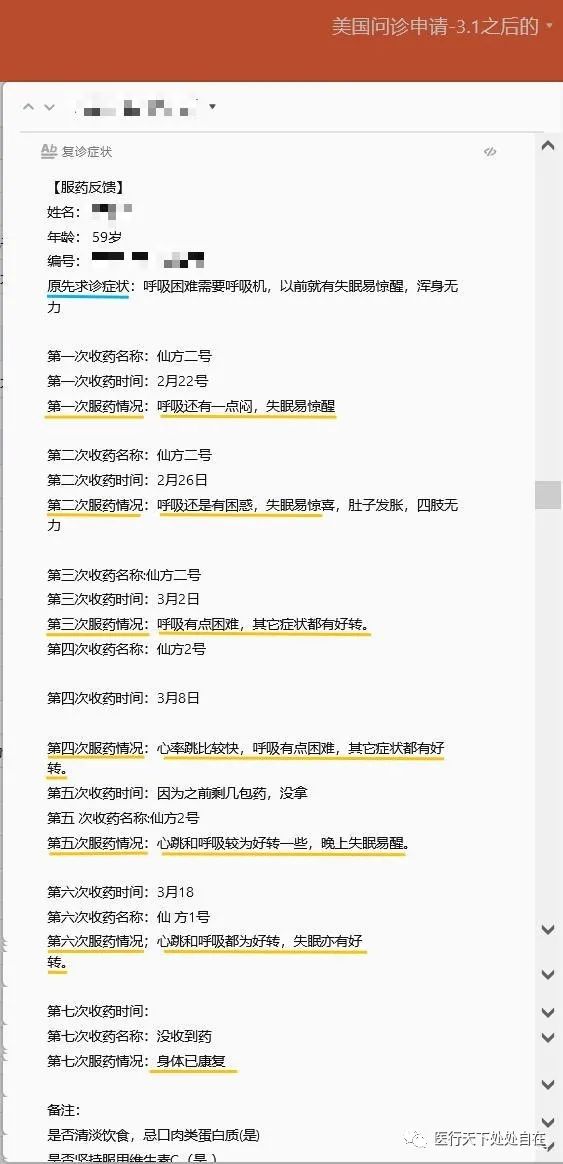 美国问诊申请-3.1之后的
复诊症状
【服药反馈】
姓名：
年龄： 59岁
编号：
原先求诊症状：呼吸困难需要呼吸机，以前就有失眠易惊醒，浑身无
力
第一次收药名称：仙方二号
第一次收药时间：2月22号
第一次服药情况：呼吸还有一点闷，失眠易惊醒
第二次收药名称：仙方二号
第二次收药时间：2月26日
第二次服药情况：呼吸还是有困惑，失眠易惊喜，肚子发胀，四肢无
力
第三次收药名称:仙方二号
第三次收药时间：3月2日
第三次服药情况：呼吸有点困难，其它症状都有好转。
第四次收药名称：仙方2号
第四次收药时间：3月8日
第四次服药情况：心率跳比较快，呼吸有点困难，其它症状都有好
转。
第五次收药时间：因为之前剩几包药，没拿
第五 次收药名称:仙方2号
第五次服药情况：心跳和呼吸较为好转一些，晚上失眠易醒。
第六次收药时间：3月18
第六次收药名称：仙 方1号
第六次服药情况；心跳和呼吸都为好转，失眠亦有好
转。
第七次收药时间：
第七次收药名称：没收到药
第七次服药情况：身体已康复
备注：
是否清淡饮食，忌口肉类蛋白质(是)
是否坚持服用维生素C（是 ）
医行天下处处自在